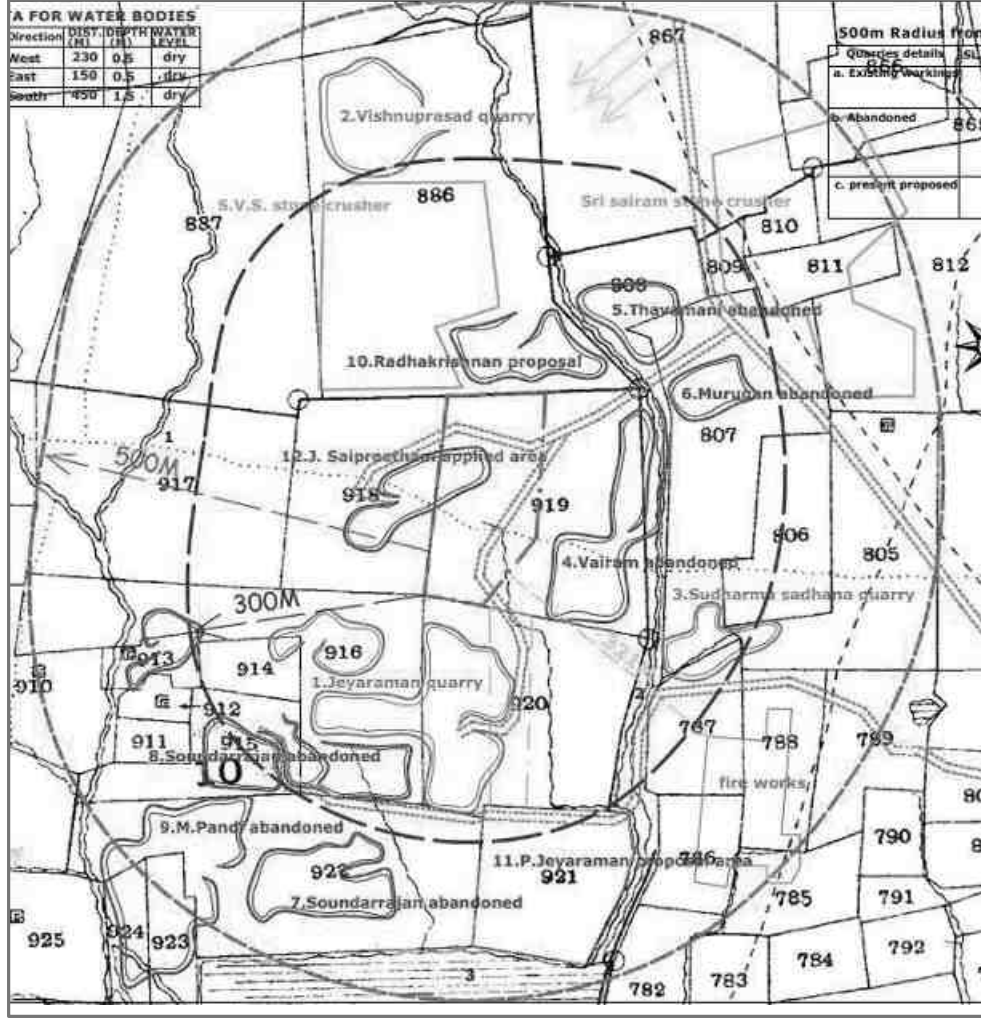 A FOR WATER BODIES
Direction DIST. (M) DEPTH (M) WATER LEVEL
West 230 0.5 dry
East 150 0.5 dry
South 450 1.5 dry
500m Radius from
Quarries details
a. Existing workings
b. Abandoned
c. present proposed
867
866
865
2.Vishnuprasad quarry
886
S.V.S. stone crusher
887
Sri sairam stone crusher
810
809
811
812
808
5.Thavamani abandoned
10.Radhakrishnan proposal
6.Murugan abandoned
807
1
12.J. Saipreetham applied area
500M
917
918
919
806
805
4.Vairam abandoned
3.Sudharma sadhana quarry
300M
913
914
916
910
1.Jeyaraman quarry
920
2
912
787
788
789
911
915
8.Soundarrajan abandoned
10
fire works
9.M.Pandi abandoned
790
922
11.P.Jeyaraman proposal area
786
921
785
791
7.Soundarrajan abandoned
925
924
923
792
784
3
783
782